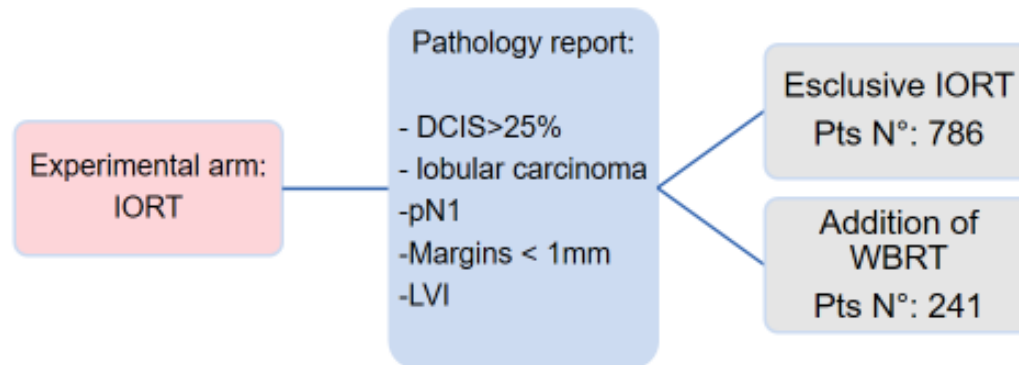 Experimental arm:
IORT
Pathology report:
- DCIS>25%
- lobular carcinoma
-pN1
-Margins < 1mm
-LVI
Esclusive IORT
Pts N°: 786
Addition of
WBRT
Pts N°: 241